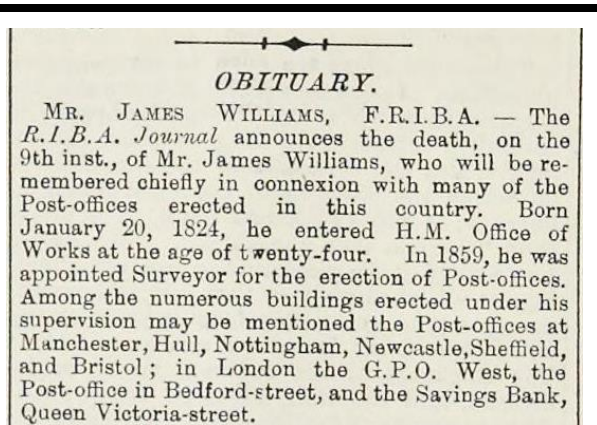 OBITUARY.
MR. JAMES WILLIAMS, F.R.I.B.A. — The
R.I.B.A. Journal announces the death, on the
9th inst., of Mr. James Williams, who will be re-
membered chiefly in connexion with many of the
Post-offices erected in this country. Born
January 20, 1824, he entered H.M. Office of
Works at the age of twenty-four. In 1859, he was
appointed Surveyor for the erection of Post-offices.
Among the numerous buildings erected under his
supervision may be mentioned the Post-offices at
Manchester, Hull, Nottingham, Newcastle,Sheffield,
and Bristol ; in London the G.P.O. West, the
Post-office in Bedford-street, and the Savings Bank,
Queen Victoria-street.